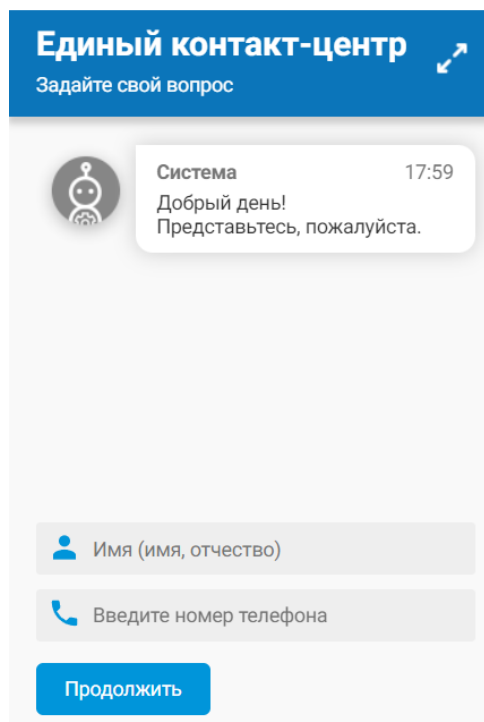 Единый контакт-центр
Задайте свой вопрос
Система 17:59
Добрый день!
Представьтесь, пожалуйста.
Имя (имя, отчество)
Введите номер телефона
Продолжить